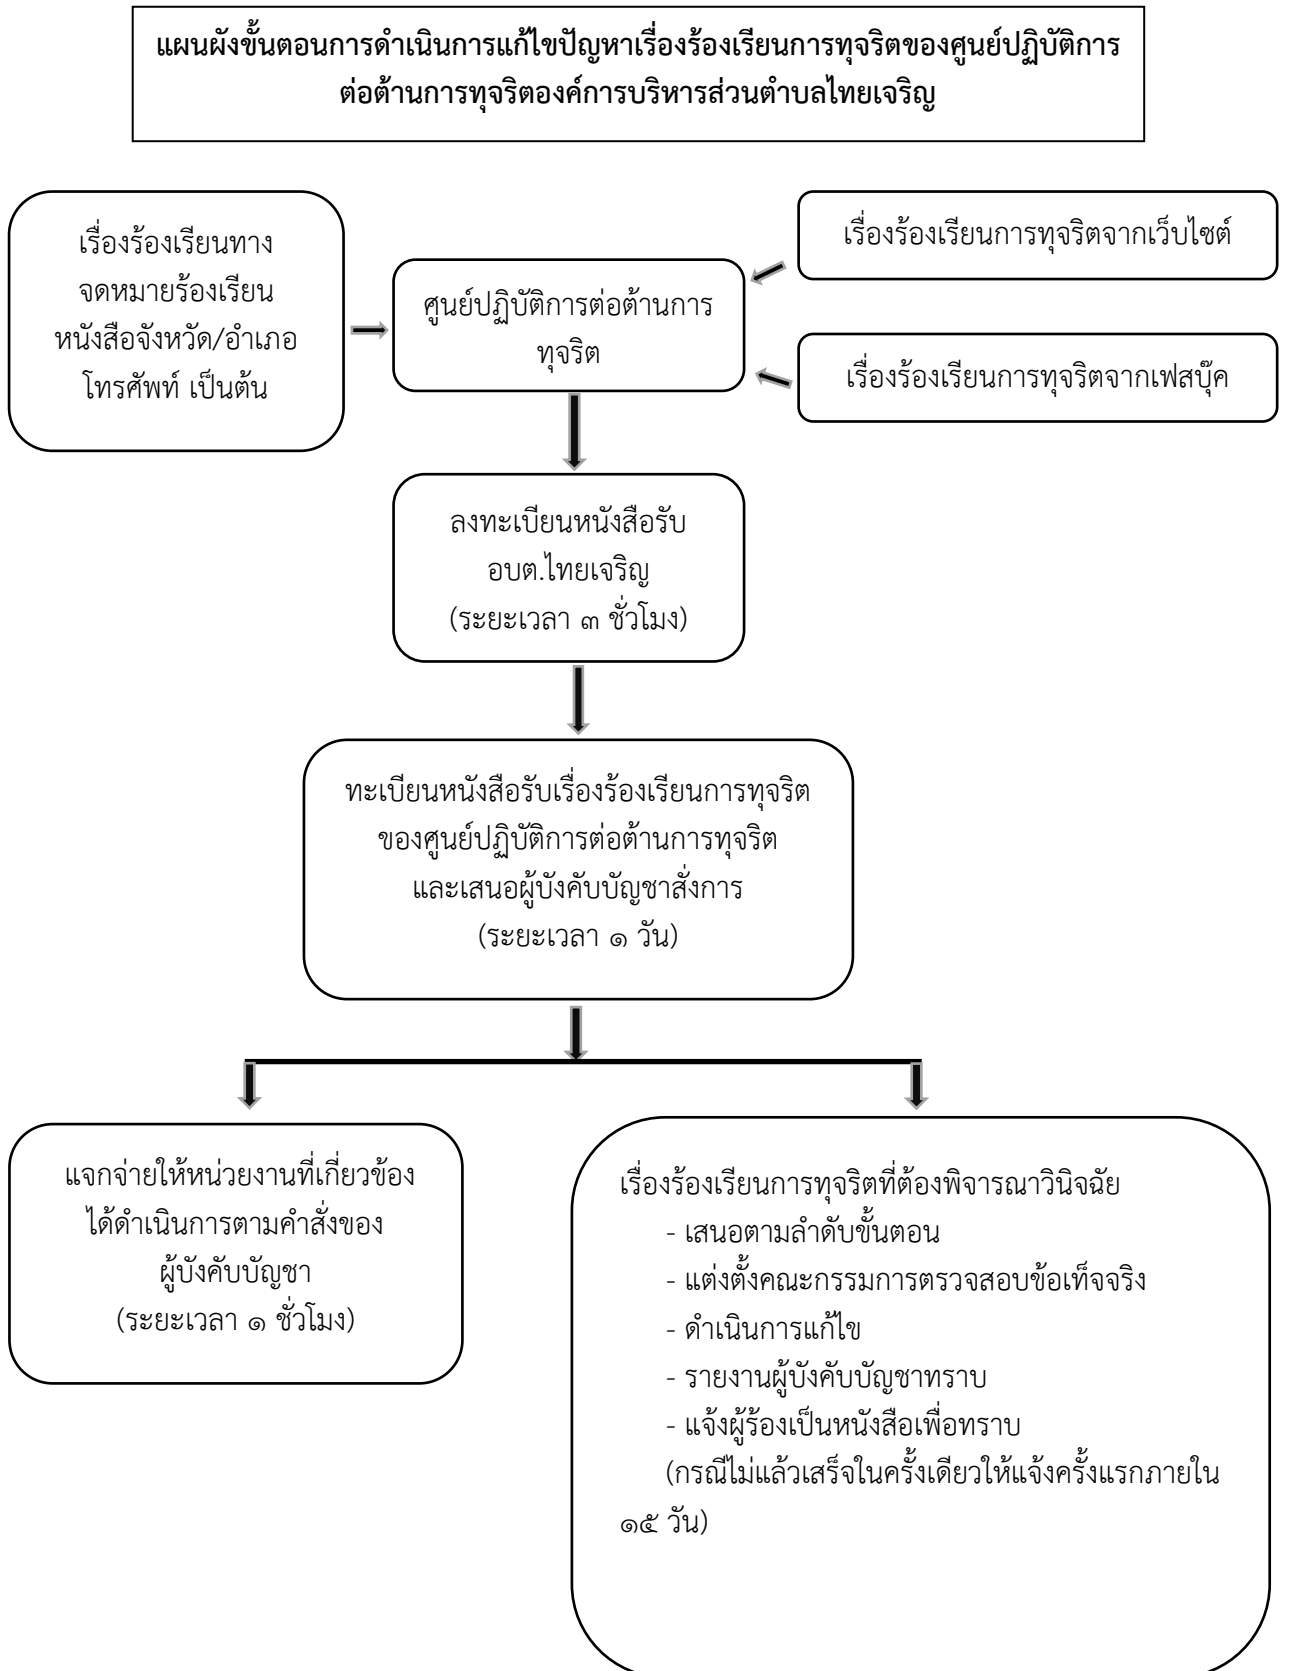 แผนผังขั้นตอนการดำเนินการแก้ไขปัญหาเรื่องร้องเรียนการทุจริตของศูนย์ปฏิบัติการ
ต่อต้านการทุจริตองค์การบริหารส่วนตำบลไทยเจริญ
เรื่องร้องเรียนทาง
จดหมายร้องเรียน
หนังสือจังหวัด/อำเภอ
โทรศัพท์ เป็นต้น
ศูนย์ปฏิบัติการต่อต้านการ
ทุจริต
เรื่องร้องเรียนการทุจริตจากเว็บไซต์
เรื่องร้องเรียนการทุจริตจากเฟสบุ๊ค
ลงทะเบียนหนังสือรับ
อบต.ไทยเจริญ
(ระยะเวลา ๓ ชั่วโมง)
ทะเบียนหนังสือรับเรื่องร้องเรียนการทุจริต
ของศูนย์ปฏิบัติการต่อต้านการทุจริต
และเสนอผู้บังคับบัญชาสั่งการ
(ระยะเวลา ๑ วัน)
แจกจ่ายให้หน่วยงานที่เกี่ยวข้อง
ได้ดำเนินการตามคำสั่งของ
ผู้บังคับบัญชา
(ระยะเวลา ๑ ชั่วโมง)
เรื่องร้องเรียนการทุจริตที่ต้องพิจารณาวินิจฉัย
- เสนอตามลำดับขั้นตอน
- แต่งตั้งคณะกรรมการตรวจสอบข้อเท็จจริง
- ดำเนินการแก้ไข
- รายงานผู้บังคับบัญชาทราบ
- แจ้งผู้ร้องเป็นหนังสือเพื่อทราบ
(กรณีไม่แล้วเสร็จในครั้งเดียวให้แจ้งครั้งแรกภายใน
๑๕ วัน)